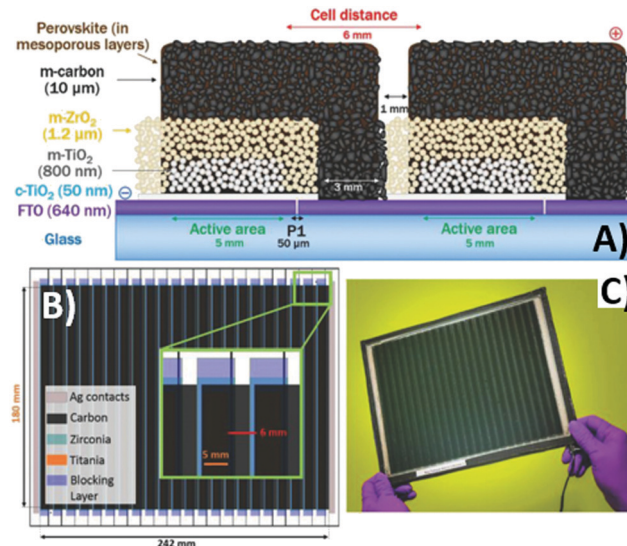 Cell distance
6 mm
Perovskite (in
mesoporous layers)
m-carbon
(10 µm)
1 mm
m-ZrO₂
(1.2 µm)
m-TiO₂
(800 nm)
3 mm
c-TiO₂ (50 nm)
FTO (640 nm)
Active area
5 mm
P1
50 µm
Active area
5 mm
Glass
A)
B)
180 mm
Ag contacts
Carbon
Zirconia
Titania
Blocking
Layer
6 mm
5 mm
242 mm
C)